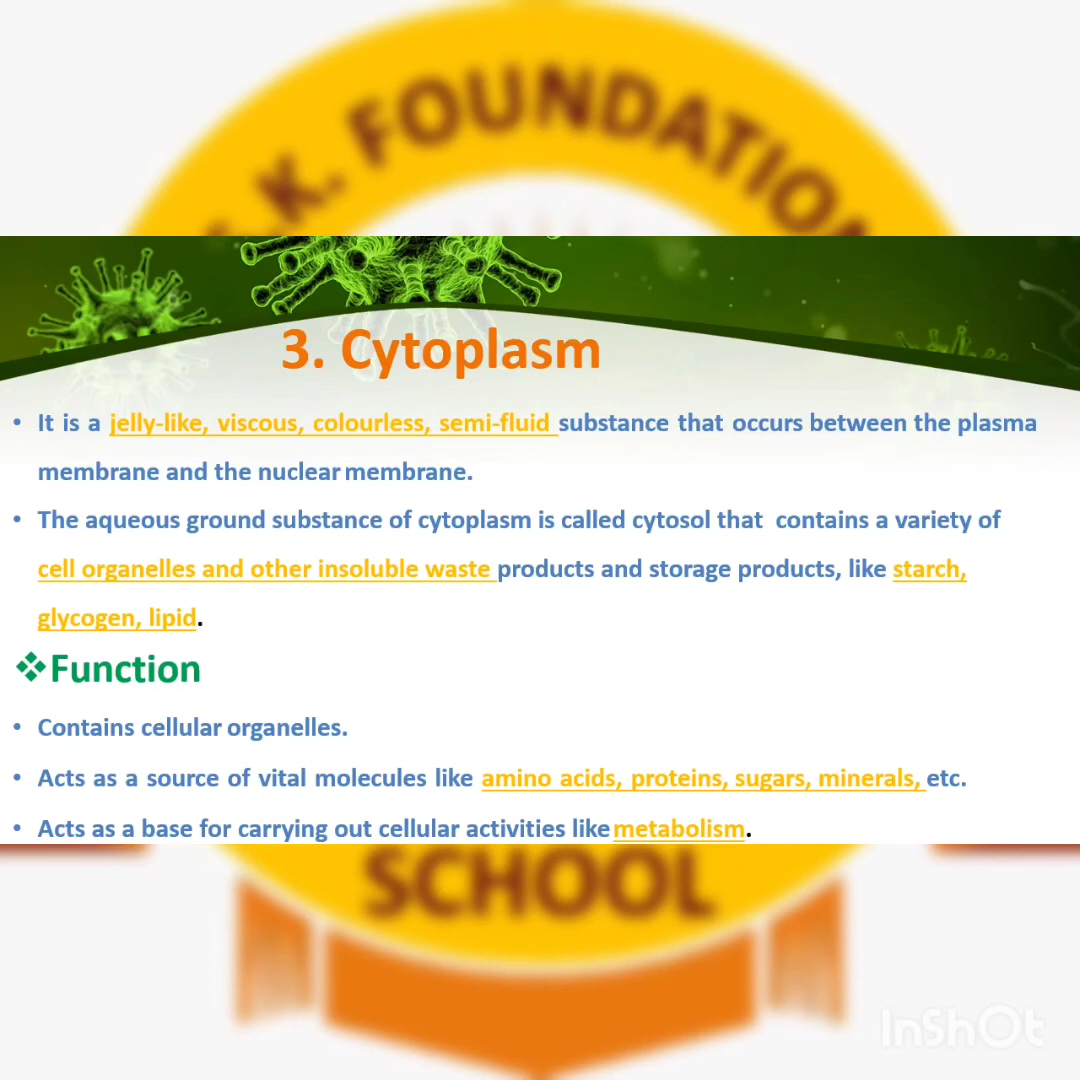 K. FOUNDATION
3. Cytoplasm
• It is a jelly-like, viscous, colourless, semi-fluid substance that occurs between the plasma
membrane and the nuclear membrane.
• The aqueous ground substance of cytoplasm is called cytosol that contains a variety of
cell organelles and other insoluble waste products and storage products, like starch,
glycogen, lipid.
❖Function
• Contains cellular organelles.
• Acts as a source of vital molecules like amino acids, proteins, sugars, minerals, etc.
• Acts as a base for carrying out cellular activities like metabolism.
SCHOOL
InShOt